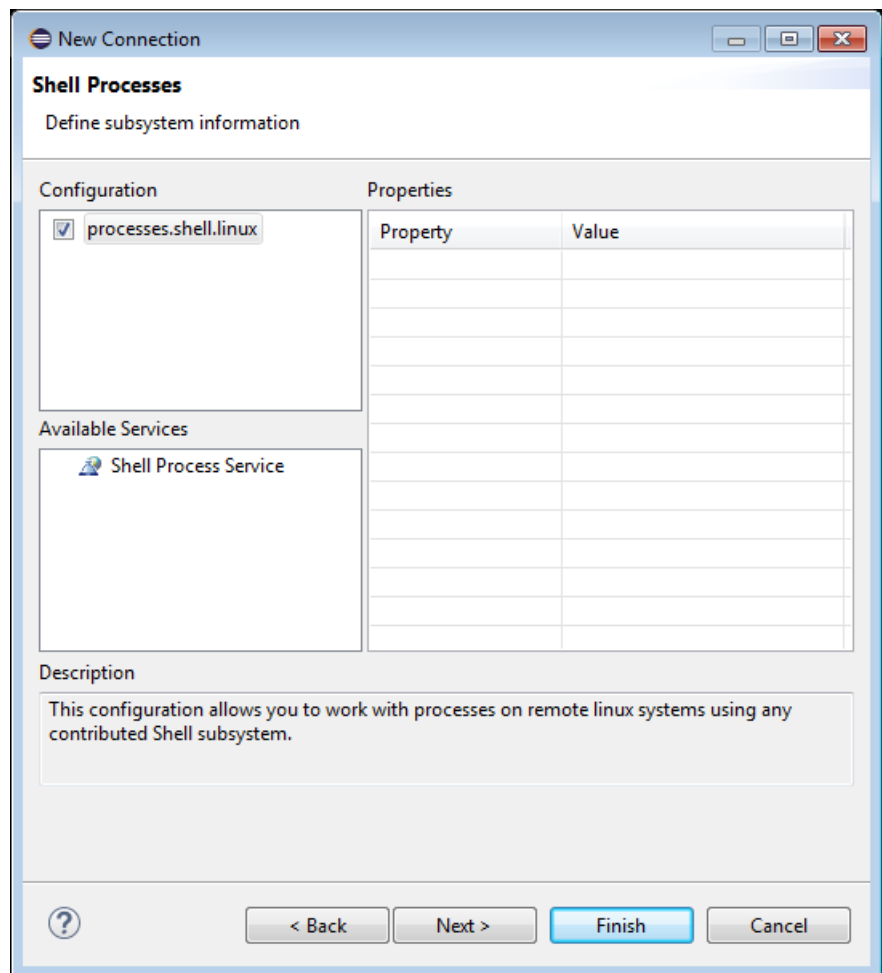 New Connection
Shell Processes
Define subsystem information
Configuration
Properties
processes.shell.linux
Property
Value
Available Services
Shell Process Service
Description
This configuration allows you to work with processes on remote linux systems using any
contributed Shell subsystem.
?
< Back
Next >
Finish
Cancel